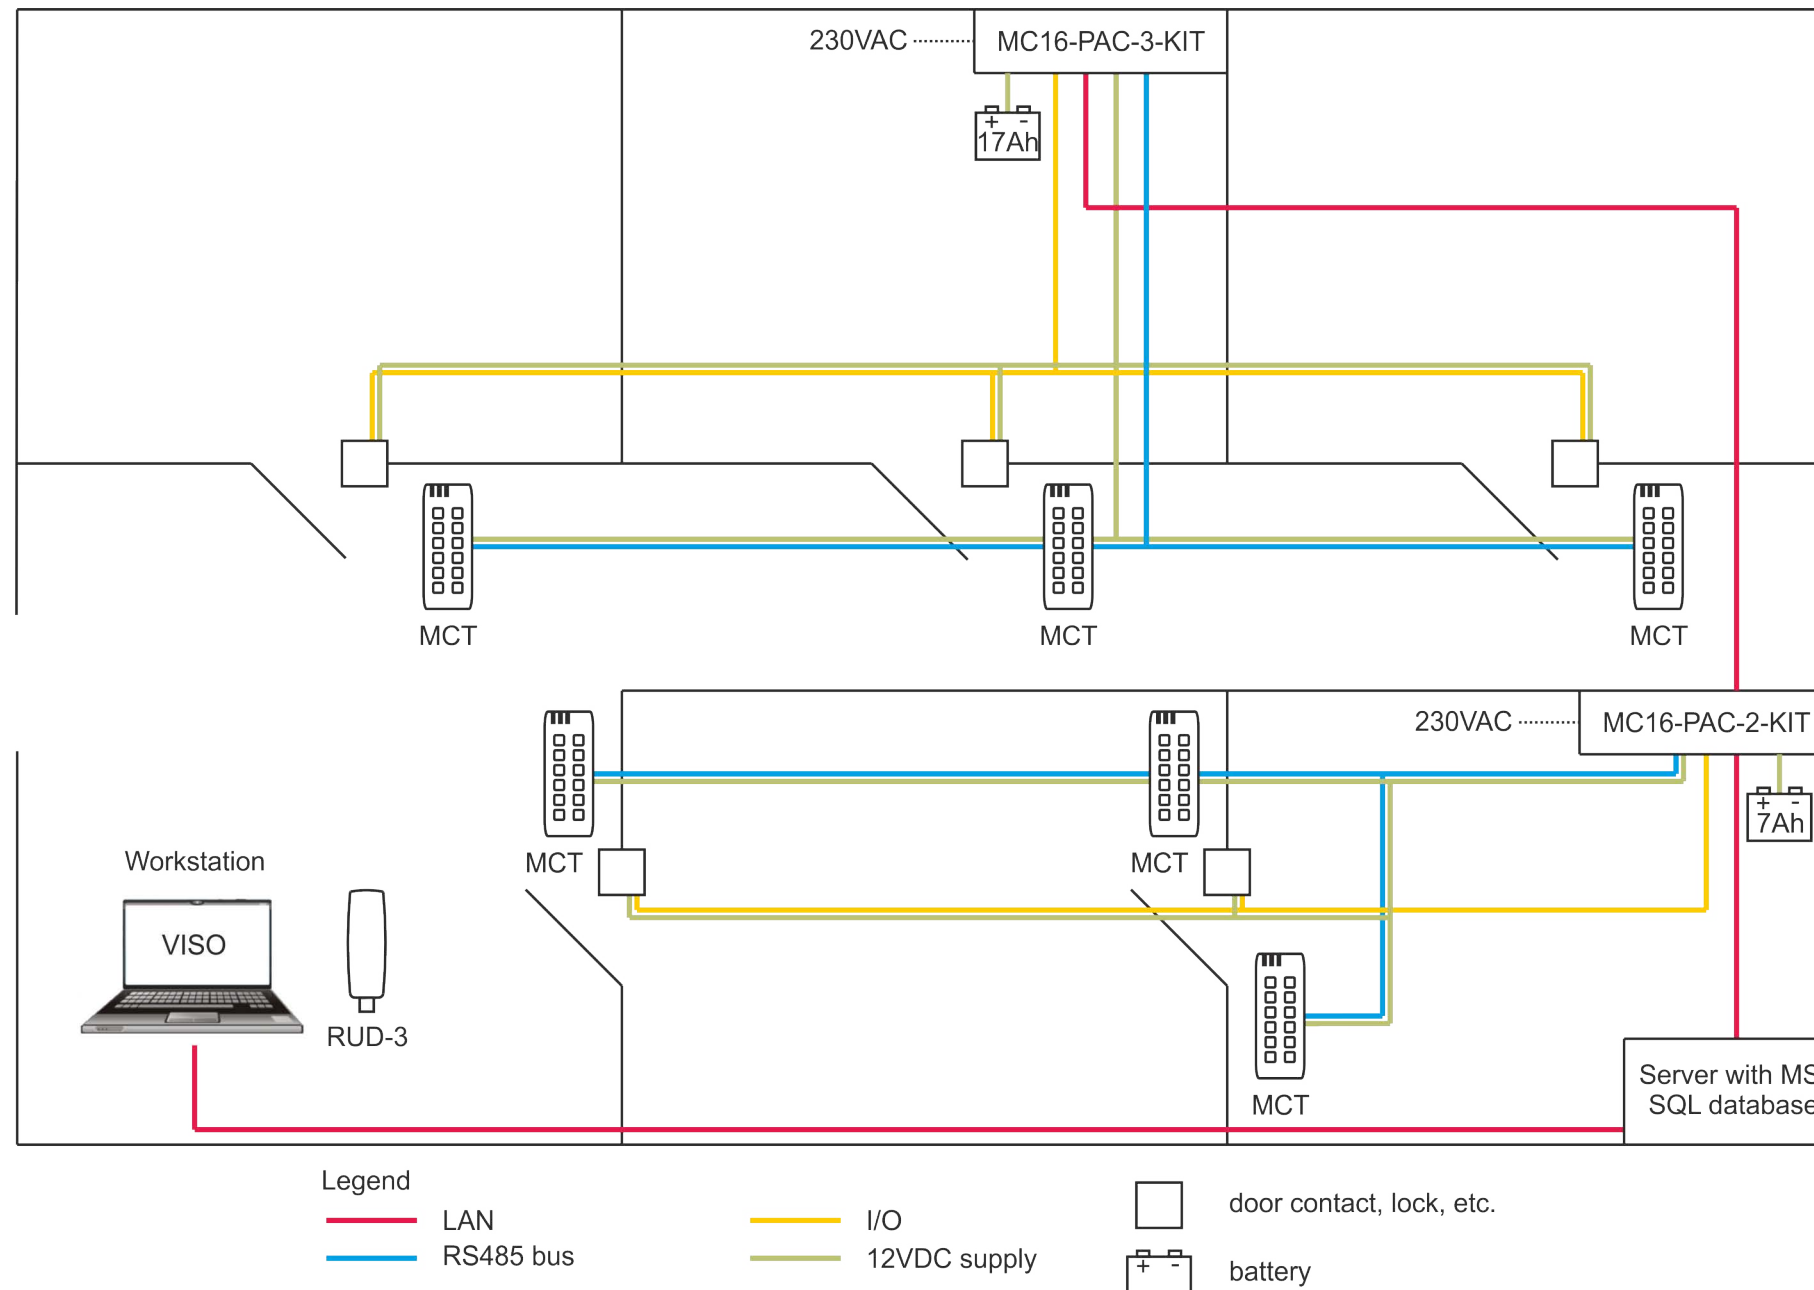 230VAC
MC16-PAC-3-KIT
+ -
17Ah
MCT
MCT
MCT
230VAC
MC16-PAC-2-KIT
+ -
7Ah
MCT
MCT
Workstation
VISO
RUD-3
MCT
Server with MS
SQL database
Legend
LAN
I/O
door contact, lock, etc.
RS485 bus
12VDC supply
+ -
battery